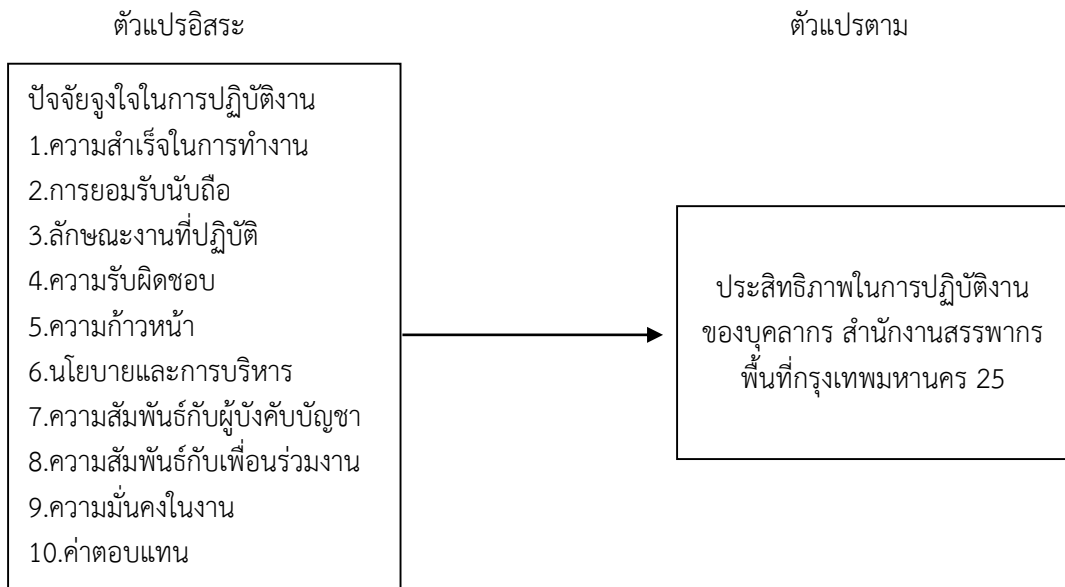 ตัวแปรอิสระ
ตัวแปรตาม
ปัจจัยจูงใจในการปฏิบัติงาน
1.ความสำเร็จในการทำงาน
2.การยอมรับนับถือ
3.ลักษณะงานที่ปฏิบัติ
4.ความรับผิดชอบ
5.ความก้าวหน้า
6.นโยบายและการบริหาร
7.ความสัมพันธ์กับผู้บังคับบัญชา
8.ความสัมพันธ์กับเพื่อนร่วมงาน
9.ความมั่นคงในงาน
10.ค่าตอบแทน
ประสิทธิภาพในการปฏิบัติงาน
ของบุคลากร สำนักงานสรรพากร
พื้นที่กรุงเทพมหานคร 25